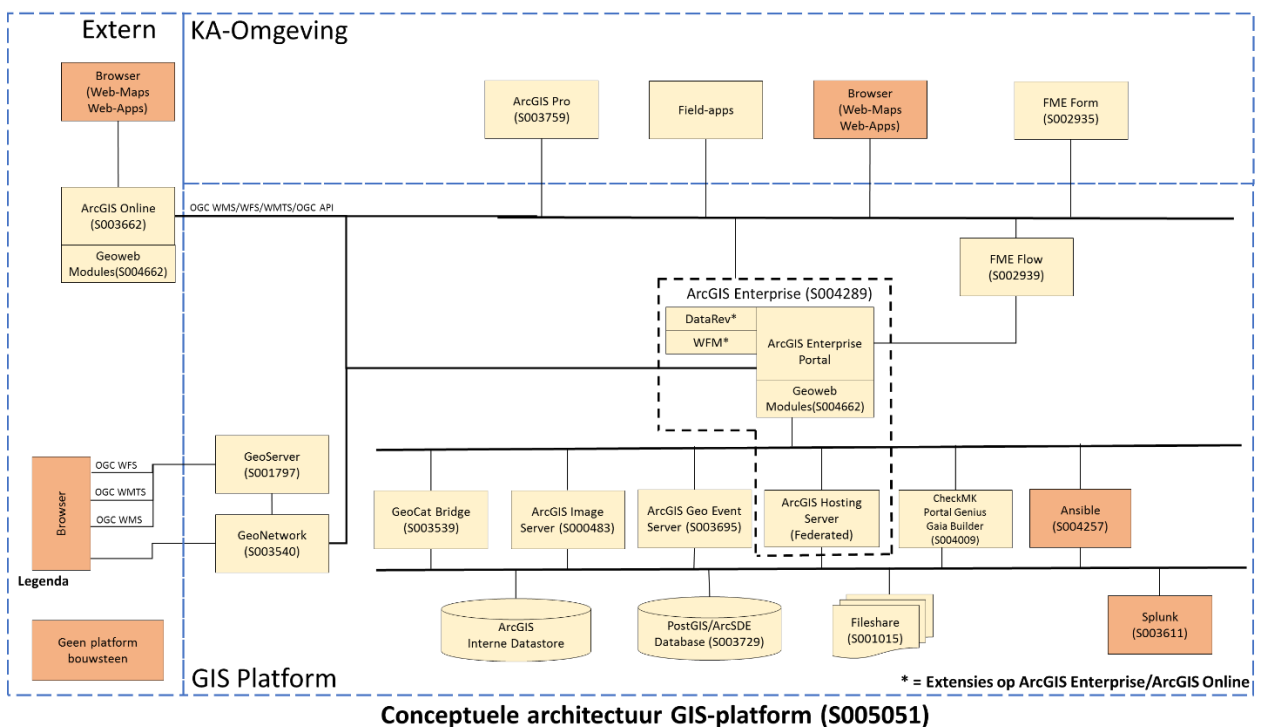 Extern
KA-Omgeving
Browser
(Web-Maps
Web-Apps)
ArcGIS Pro
(S003759)
Field-apps
Browser
(Web-Maps
Web-Apps)
FME Form
(S002935)
ArcGIS Online
(S003662)
Geoweb
Modules(S004662)
OGC WMS/WFS/WMTS/OGC API
FME Flow
(S002939)
ArcGIS Enterprise (S004289)
DataRev*
WFM*
ArcGIS Enterprise
Portal
Geoweb
Modules(S004662)
Browser
OGC WFS
OGC WMTS
OGC WMS
GeoServer
(S001797)
GeoNetwork
(S003540)
GeoCat Bridge
(S003539)
ArcGIS Image
Server (S000483)
ArcGIS Geo Event
Server (S003695)
ArcGIS Hosting
Server
(Federated)
CheckMK
Portal Genius
Gaia Builder
(S004009)
Ansible
(S004257)
Legenda
Geen platform
bouwsteen
ArcGIS
Interne Datastore
PostGIS/ArcSDE
Database (S003729)
Fileshare
(S001015)
Splunk
(S003611)
GIS Platform
* = Extensies op ArcGIS Enterprise/ArcGIS Online
Conceptuele architectuur GIS-platform (S005051)